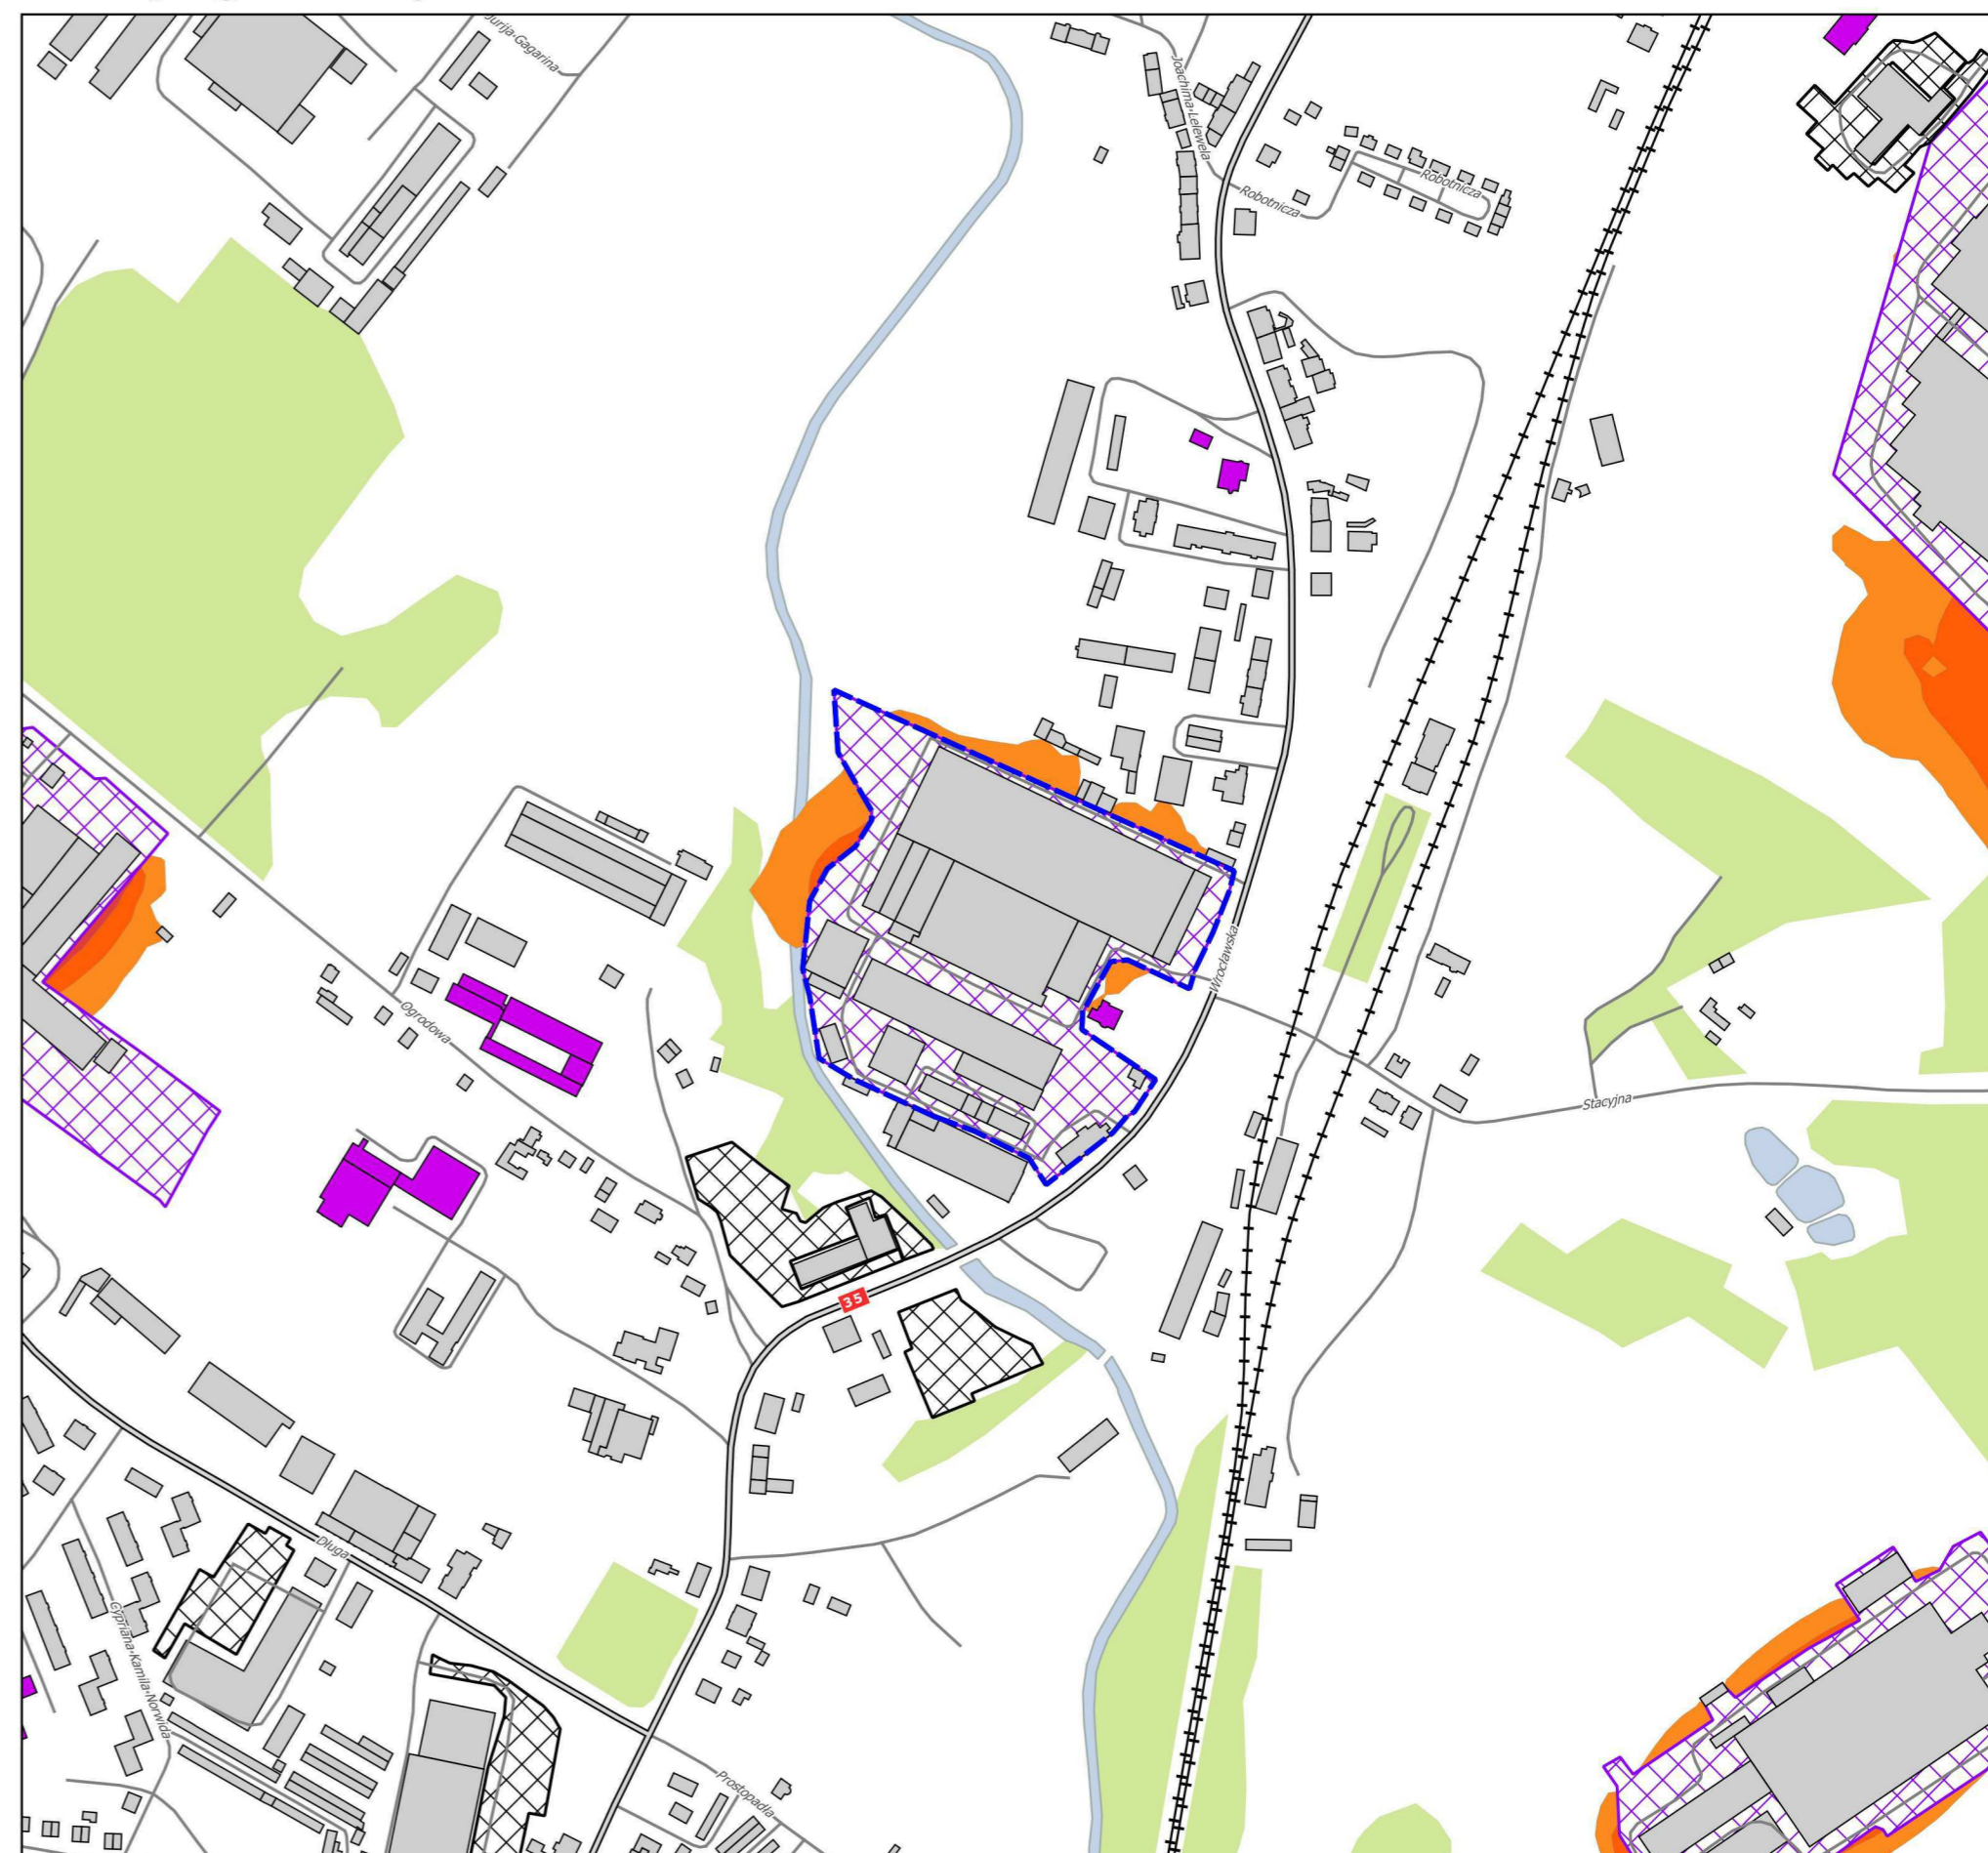 Jurija Gagarina
Joachima Lelewela
Robotnicza
Robotnicza
Wrocławska
Ogrodowa
Stacyjna
35
Długa
Cypriana Kamila Norwida
Prostopadła